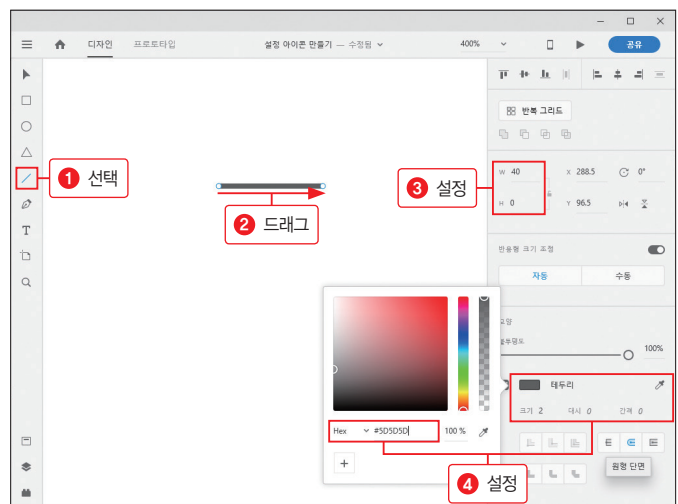 디자인 프로토타입 설정 아이콘 만들기 — 수정됨 400% 공유
반복 그리드
① 선택
W 40 X 288.5 0°
③ 설정
② 드래그
H 0 Y 96.5
반응형 크기 조정
자동 수동
모양
불투명도
100%
테두리
크기 2 대시 0 간격 0
Hex #5D5D5D 100 %
원형 단면
④ 설정
T